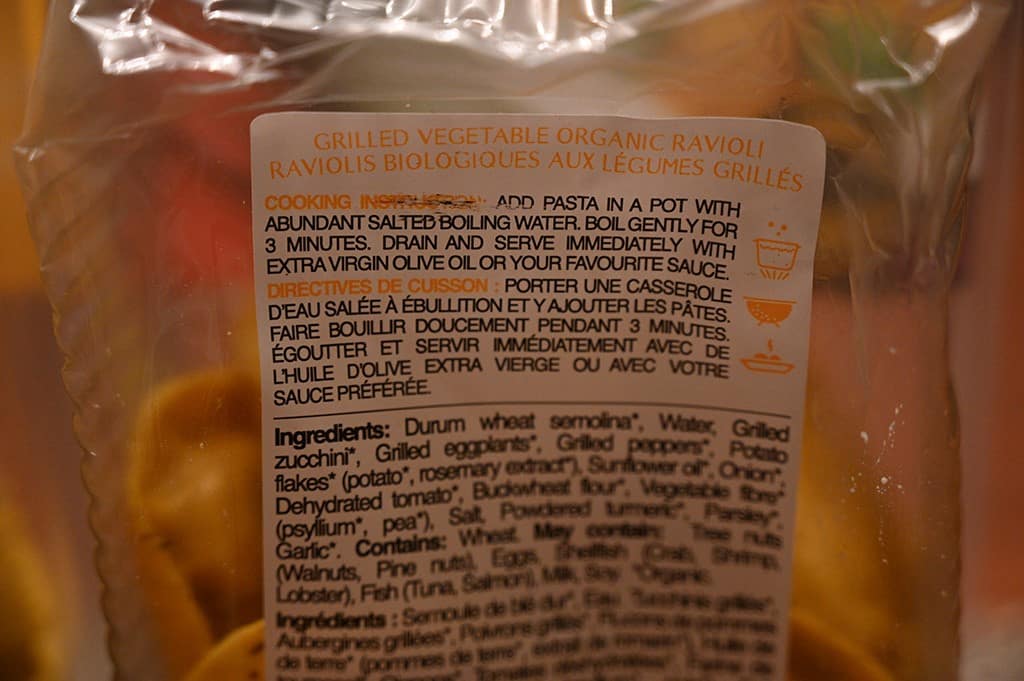 GRILLED VEGETABLE ORGANIC RAVIOLI
RAVIOLIS BIOLOGIQUES AUX LÉGUMES GRILLÉS
COOKING INSTRUCTION: ADD PASTA IN A POT WITH
ABUNDANT SALTED BOILING WATER. BOIL GENTLY FOR
3 MINUTES. DRAIN AND SERVE IMMEDIATELY WITH
EXTRA VIRGIN OLIVE OIL OR YOUR FAVOURITE SAUCE.
DIRECTIVES DE CUISSON : PORTER UNE CASSEROLE
D'EAU SALÉE À ÉBULLITION ET Y AJOUTER LES PÂTES.
FAIRE BOUILLIR DOUCEMENT PENDANT 3 MINUTES.
ÉGOUTTER ET SERVIR IMMÉDIATEMENT AVEC DE
L'HUILE D'OLIVE EXTRA VIERGE OU AVEC VOTRE
SAUCE PRÉFÉRÉE.
Ingredients: Durum wheat semolina*, Water, Grilled
zucchini*, Grilled eggplants*, Grilled peppers*, Potato
flakes* (potato*, rosemary extract*), Sunflower oil*, Onion*,
Dehydrated tomato*, Buckwheat flour*, Vegetable fibre*
(psyllium*, pea*), Salt, Powdered turmeric*, Parsley*,
Garlic*. Contains: Wheat. May contain: Tree nuts
(Walnuts, Pine nuts), Eggs, Shellfish (Crab, Shrimp,
Lobster), Fish (Tuna, Salmon), Milk, Soy *Organic
Ingrédients : Semoule de blé dur*, Eau,
Aubergines grillées*, Poivrons grillés*,
de terre* (pommes de terre*,